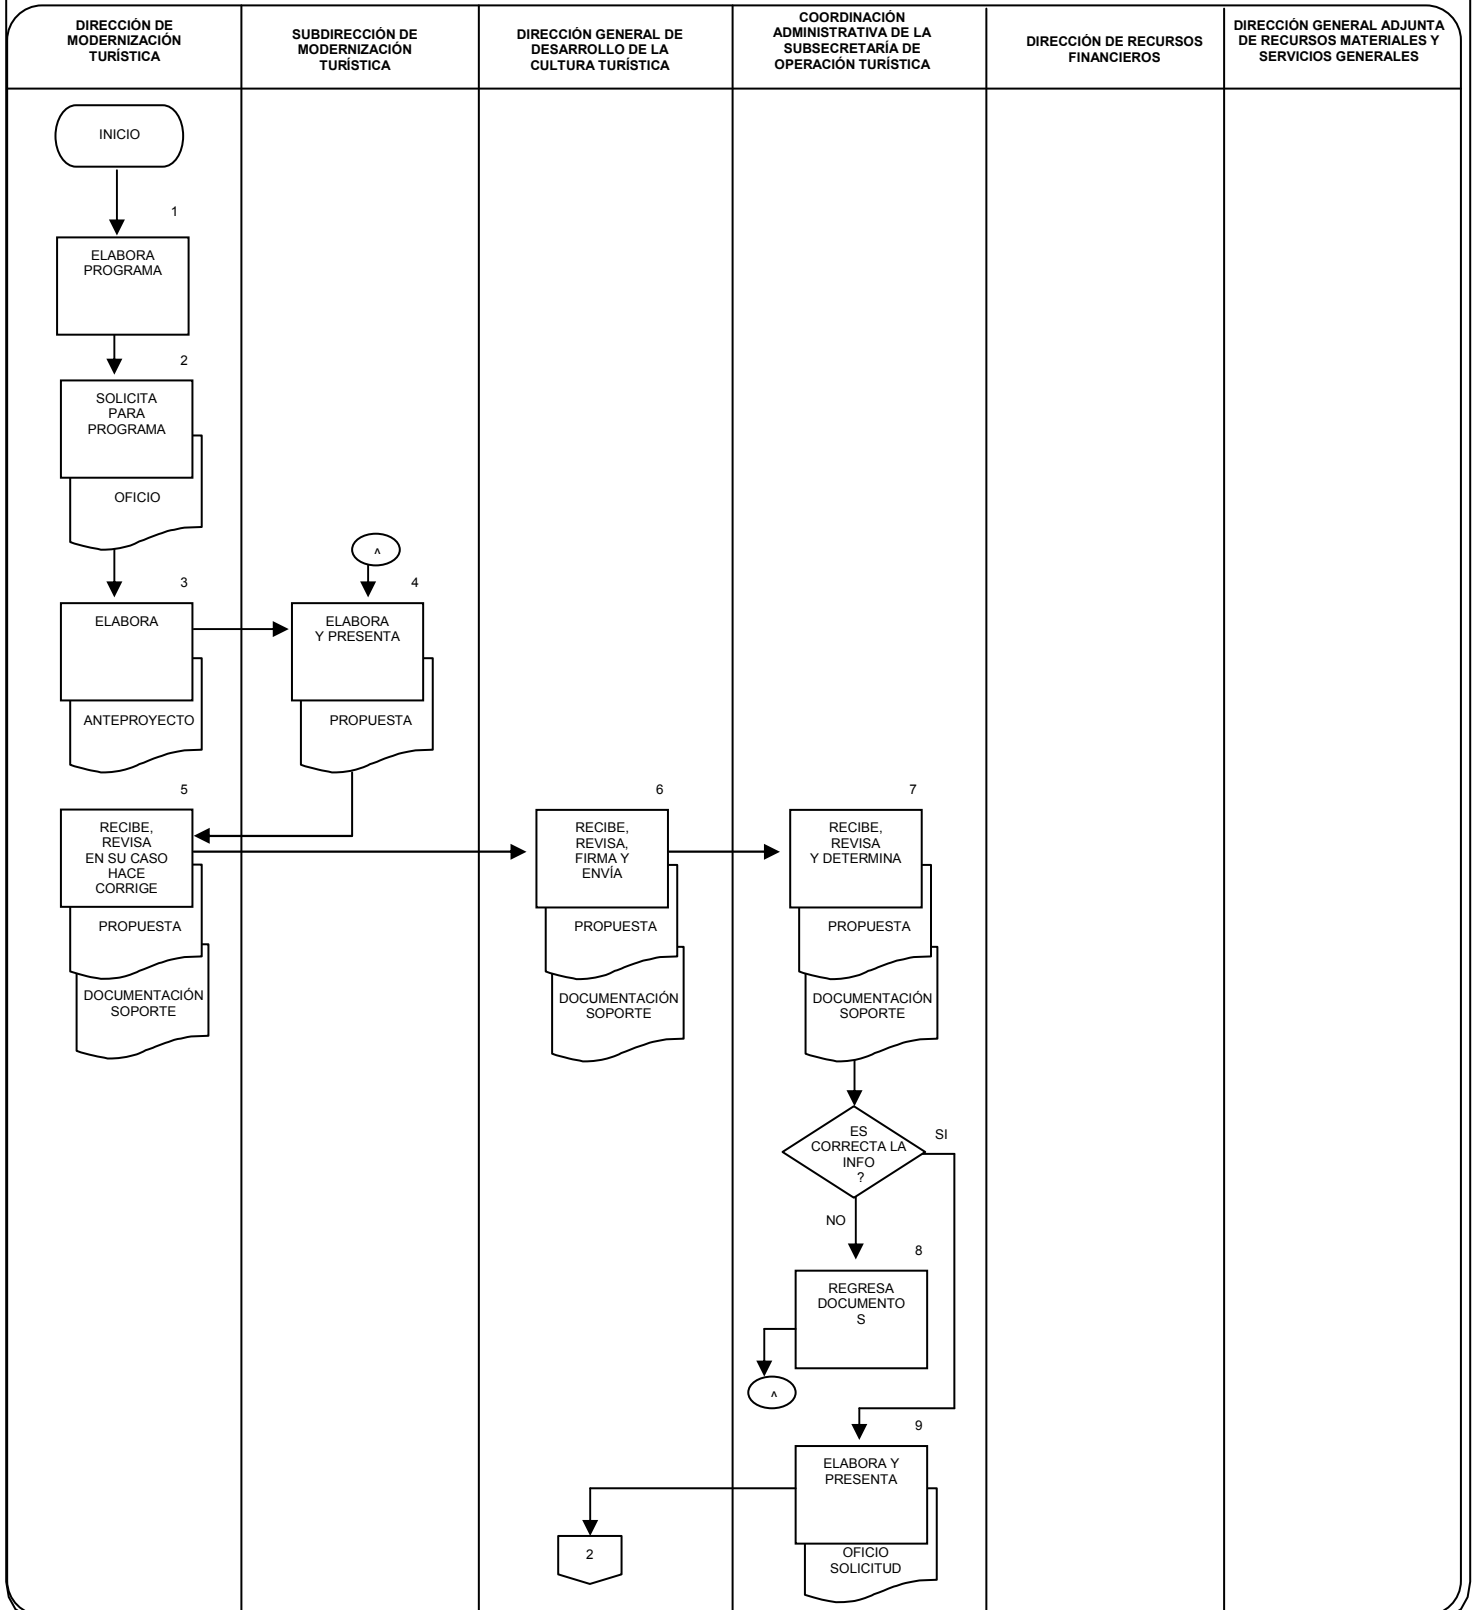 DIRECCIÓN DE
MODERNIZACIÓN
TURÍSTICA
SUBDIRECCIÓN DE
MODERNIZACIÓN
TURÍSTICA
DIRECCIÓN GENERAL DE
DESARROLLO DE LA
CULTURA TURÍSTICA
COORDINACIÓN
ADMINISTRATIVA DE LA
SUBSECRETARÍA DE
OPERACIÓN TURÍSTICA
DIRECCIÓN DE RECURSOS
FINANCIEROS
DIRECCIÓN GENERAL ADJUNTA
DE RECURSOS MATERIALES Y
SERVICIOS GENERALES
INICIO
1
ELABORA
PROGRAMA
2
SOLICITA
PARA
PROGRAMA
OFICIO
3
ELABORA
ANTEPROYECTO
^
4
ELABORA
Y PRESENTA
PROPUESTA
5
RECIBE,
REVISA
EN SU CASO
HACE
CORRIGE
PROPUESTA
DOCUMENTACIÓN
SOPORTE
6
RECIBE,
REVISA,
FIRMA Y
ENVÍA
PROPUESTA
DOCUMENTACIÓN
SOPORTE
7
RECIBE,
REVISA
Y DETERMINA
PROPUESTA
DOCUMENTACIÓN
SOPORTE
ES
CORRECTA LA
INFO
?
SI
NO
8
REGRESA
DOCUMENTO
S
^
9
ELABORA Y
PRESENTA
OFICIO
SOLICITUD
2